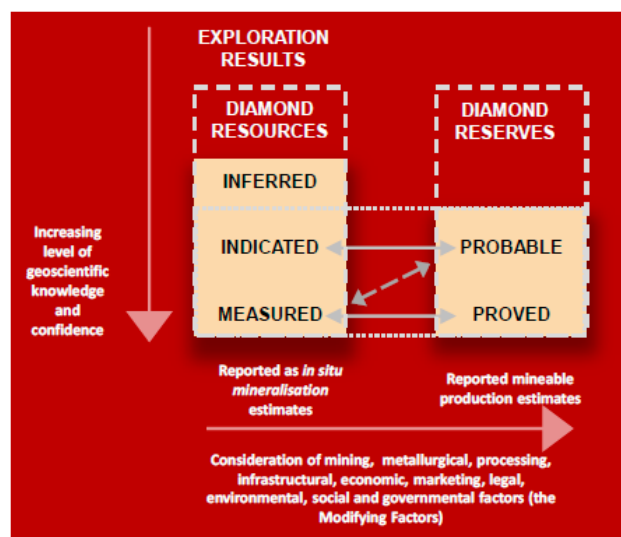 EXPLORATION
RESULTS
DIAMOND
RESOURCES
DIAMOND
RESERVES
INFERRED
INDICATED
PROBABLE
MEASURED
PROVED
Increasing
level of
geoscientific
knowledge
and
confidence
Reported as in situ
mineralisation
estimates
Reported mineable
production estimates
Consideration of mining, metallurgical, processing,
infrastructural, economic, marketing, legal,
environmental, social and governmental factors (the
Modifying Factors)